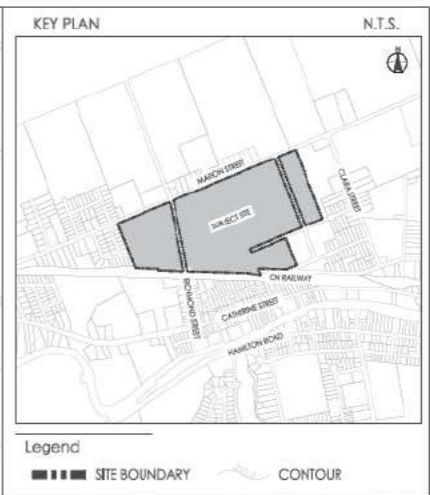 KEY PLAN N.T.S.
N
MARION STREET
CLARA STREET
SUBJECT SITE
CN RAILWAY
RICHMOND STREET
CATHERINE STREET
HAMILTON ROAD
Legend
SITE BOUNDARY CONTOUR